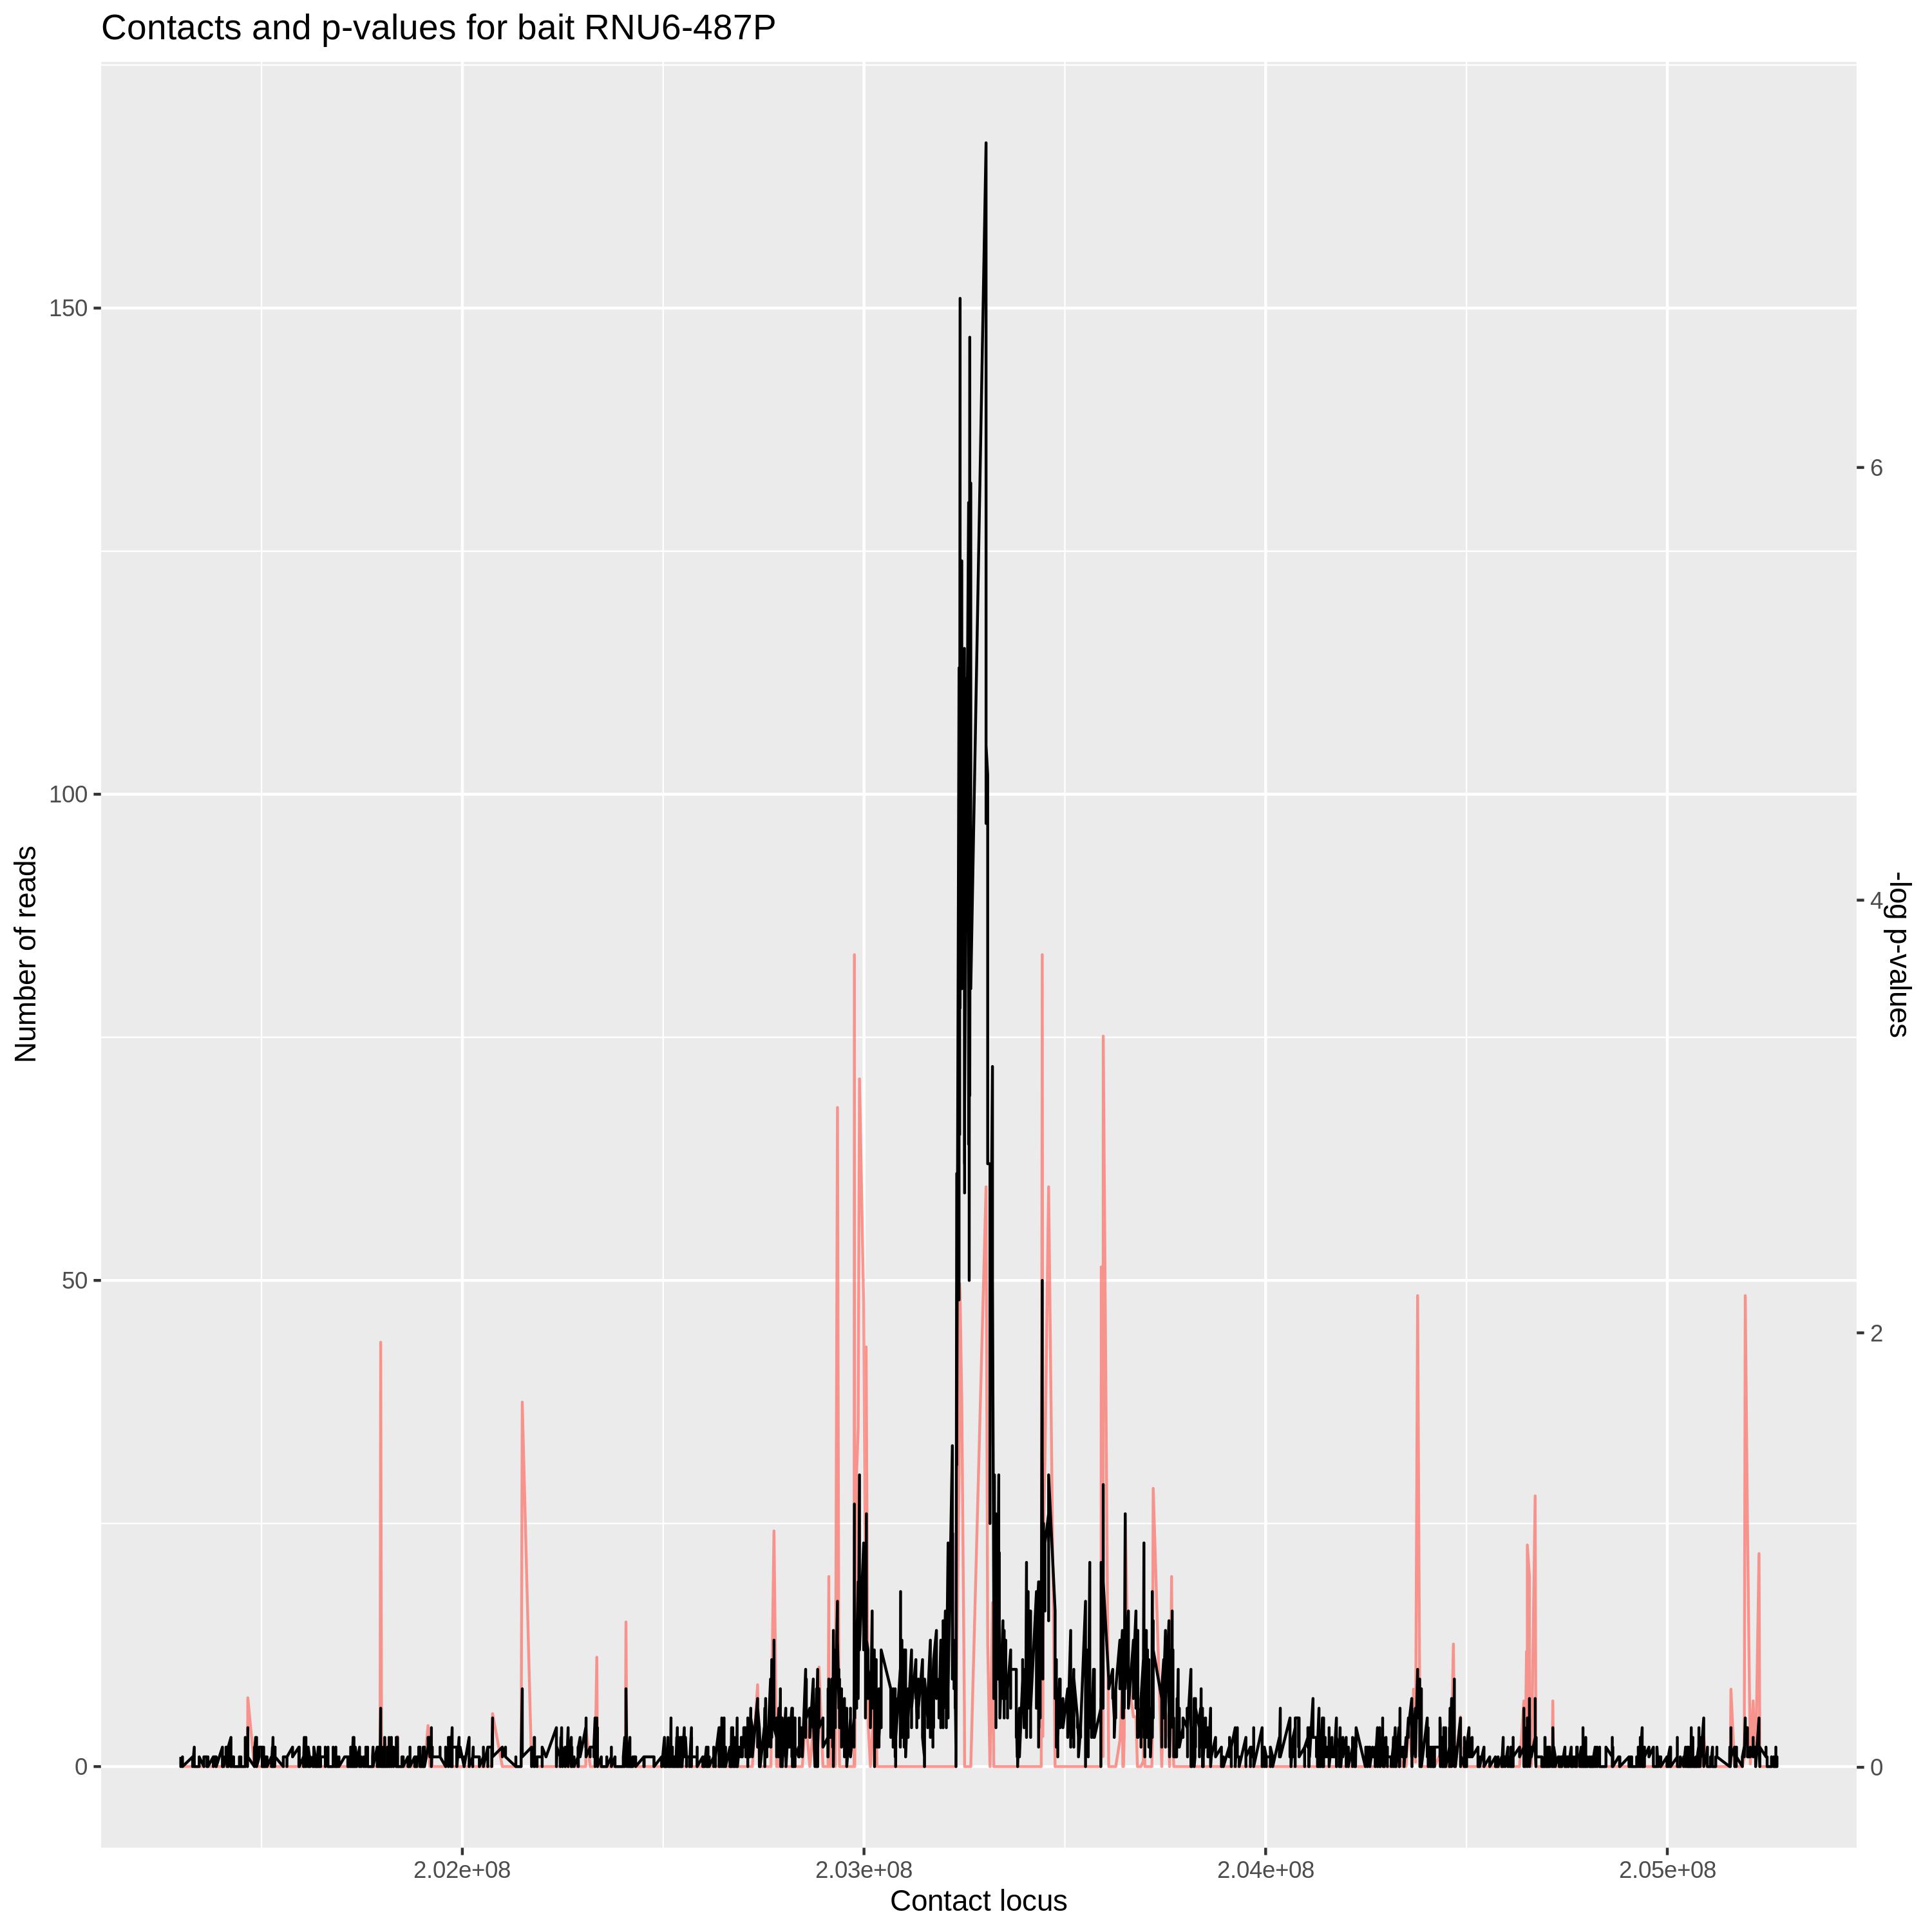 Contacts and p-values for bait RNU6-487P
150
100
50
0
Number of reads
6
4
2
0
-log p-values
2.02e+08
2.03e+08
2.04e+08
2.05e+08
Contact locus